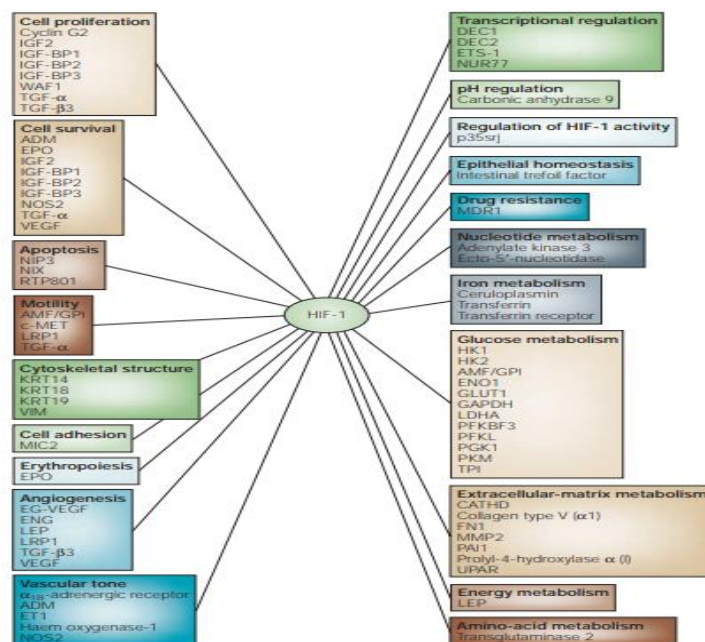 Cell proliferation
Cyclin G2
IGF2
IGF-BP1
IGF-BP2
IGF-BP3
WAF1
TGF-α
TGF-β3
Cell survival
ADM
EPO
IGF2
IGF-BP1
IGF-BP2
IGF-BP3
NOS2
TGF-α
VEGF
Apoptosis
NIP3
NIX
RTP801
Motility
AMF/GPI
c-MET
LRP1
TGF-α
Cytoskeletal structure
KRT14
KRT18
KRT19
VIM
Cell adhesion
MIC2
Erythropoiesis
EPO
Angiogenesis
EG-VEGF
ENG
LEP
LRP1
TGF-β3
VEGF
Vascular tone
α1B-adrenergic receptor
ADM
ET1
Haem oxygenase-1
NOS2
HIF-1
Transcriptional regulation
DEC1
DEC2
ETS-1
NUR77
pH regulation
Carbonic anhydrase 9
Regulation of HIF-1 activity
p35srj
Epithelial homeostasis
Intestinal trefoil factor
Drug resistance
MDR1
Nucleotide metabolism
Adenylate kinase 3
Ecto-5'-nucleotidase
Iron metabolism
Ceruloplasmin
Transferrin
Transferrin receptor
Glucose metabolism
HK1
HK2
AMF/GPI
ENO1
GLUT1
GAPDH
LDHA
PFKBF3
PFKL
PGK1
PKM
TPI
Extracellular-matrix metabolism
CATHD
Collagen type V (α1)
FN1
MMP2
PAI1
Prolyl-4-hydroxylase α (I)
UPAR
Energy metabolism
LEP
Amino-acid metabolism
Transglutaminase 2